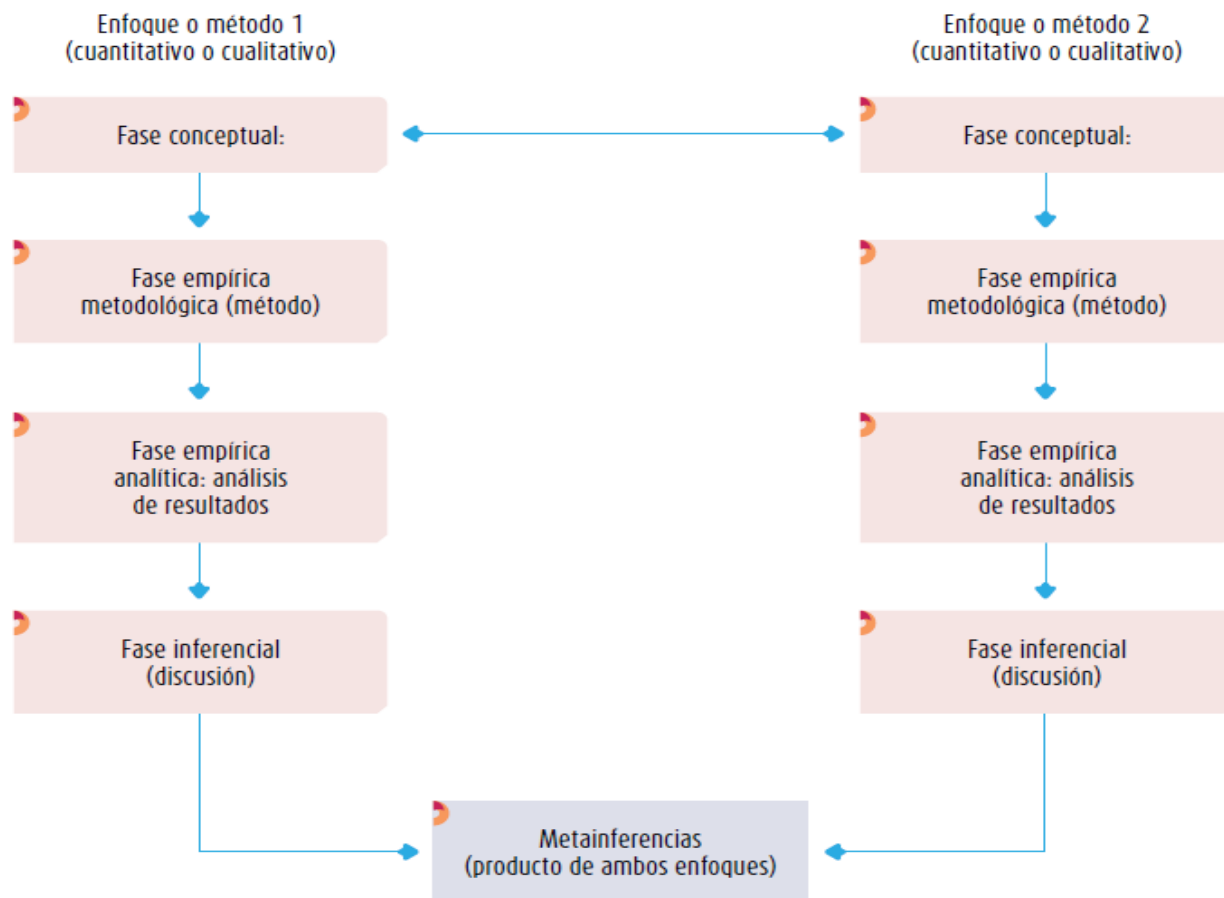 Enfoque o método 1
(cuantitativo o cualitativo)
Enfoque o método 2
(cuantitativo o cualitativo)
Fase conceptual:
Fase conceptual:
Fase empírica
metodológica (método)
Fase empírica
metodológica (método)
Fase empírica
analítica: análisis
de resultados
Fase empírica
analítica: análisis
de resultados
Fase inferencial
(discusión)
Fase inferencial
(discusión)
Metainferencias
(producto de ambos enfoques)